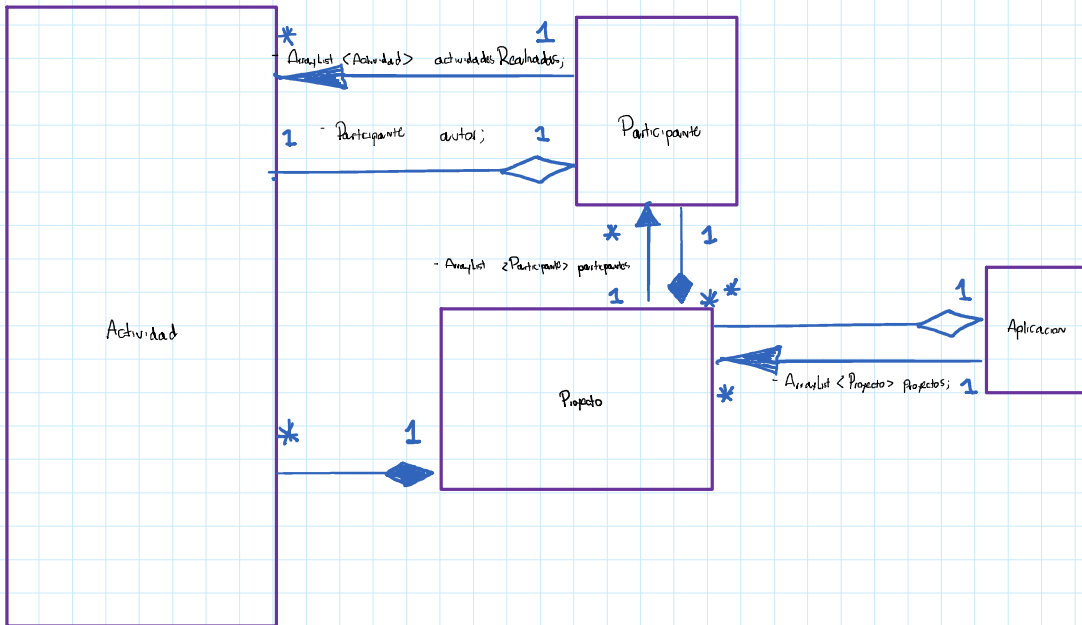 * 1
- ArrayList <Actividad> actividadesRealizadas;
1 - Participante autor; 1
Participante
* 1
- ArrayList <Participante> participantes
1 * *
1
Actividad
Aplicacion
- ArrayList <Proyecto> proyectos; 1
*
Proyecto
* 1